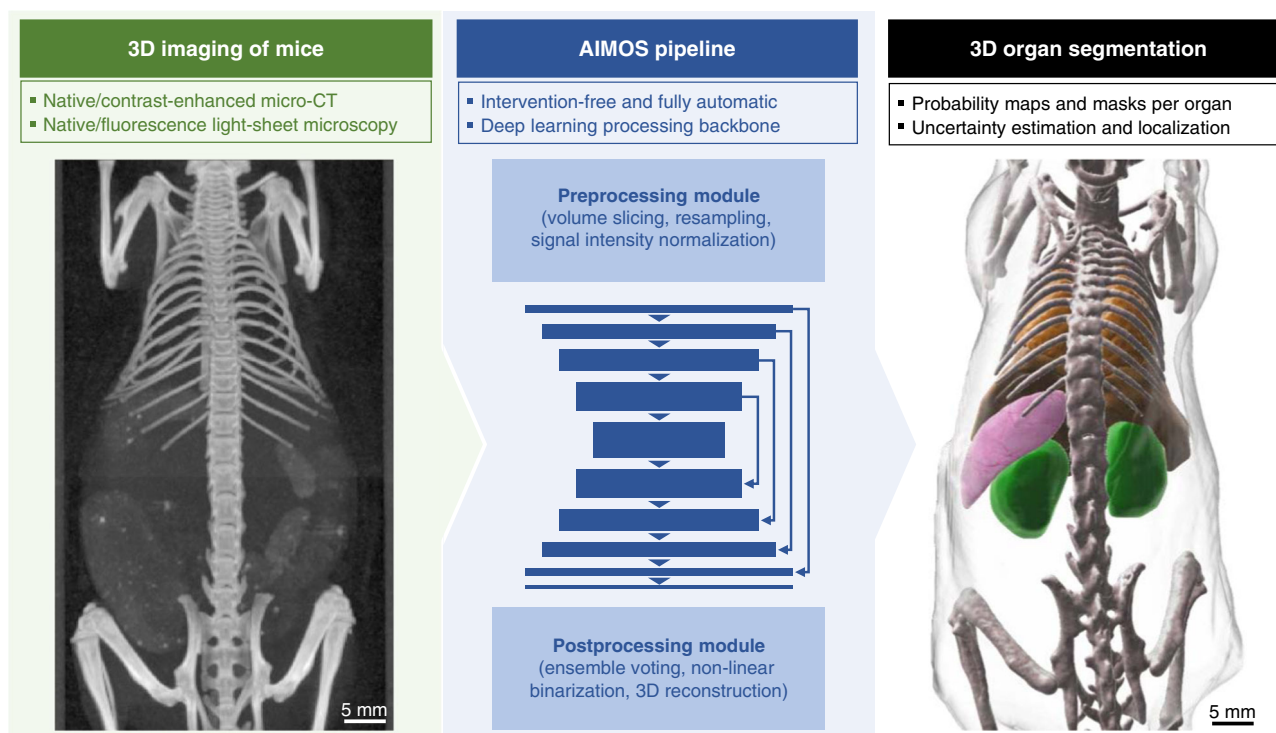 3D imaging of mice
▪ Native/contrast-enhanced micro-CT
▪ Native/fluorescence light-sheet microscopy
5 mm
AIMOS pipeline
▪ Intervention-free and fully automatic
▪ Deep learning processing backbone
Preprocessing module
(volume slicing, resampling,
signal intensity normalization)
Postprocessing module
(ensemble voting, non-linear
binarization, 3D reconstruction)
3D organ segmentation
▪ Probability maps and masks per organ
▪ Uncertainty estimation and localization
5 mm